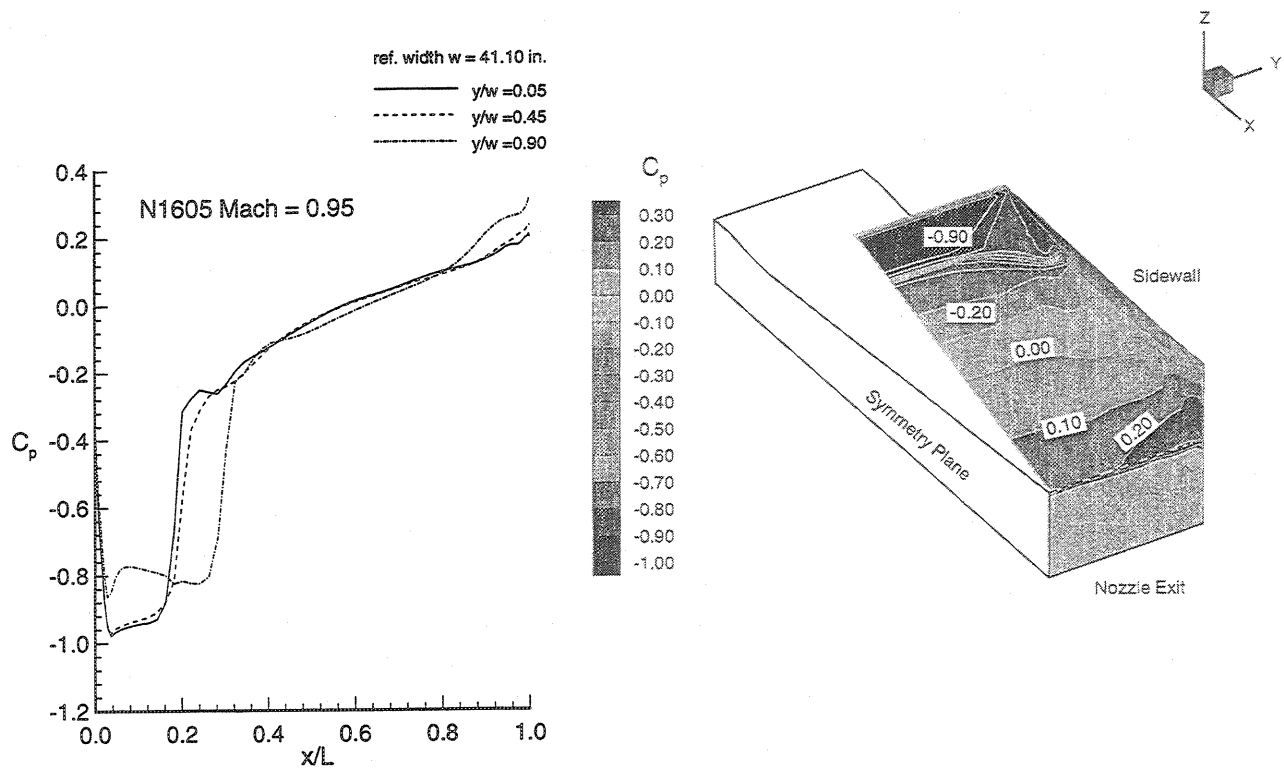 ref. width w = 41.10 in.
y/w =0.05
y/w =0.45
y/w =0.90
N1605 Mach = 0.95
0.4
0.2
0.0
-0.2
-0.4
-0.6
-0.8
-1.0
-1.2
Cp
0.0 0.2 0.4 0.6 0.8 1.0
x/L
Cp
0.30
0.20
0.10
0.00
-0.10
-0.20
-0.30
-0.40
-0.50
-0.60
-0.70
-0.80
-0.90
-1.00
Z
Y
X
-0.90
Sidewall
-0.20
0.00
0.10
0.20
Symmetry Plane
Nozzle Exit